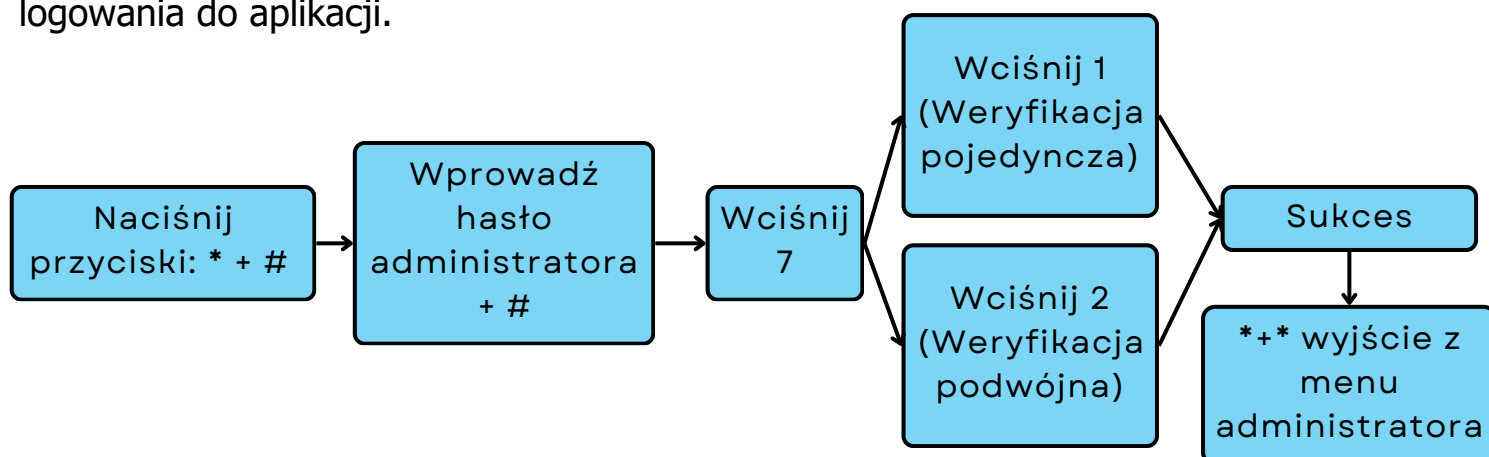 logowania do aplikacji.
Naciśnij
przyciski: * + #
Wprowadź
hasło
administratora
+ #
Wciśnij
7
Wciśnij 1
(Weryfikacja
pojedyncza)
Wciśnij 2
(Weryfikacja
podwójna)
Sukces
*+* wyjście z
menu
administratora